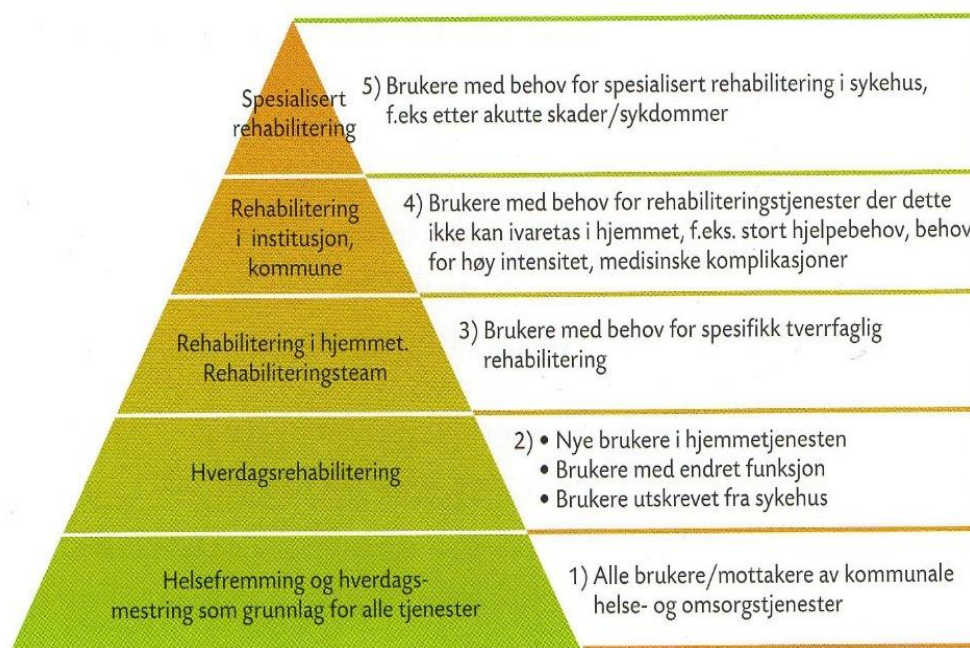 Spesialisert
rehabilitering
5) Brukere med behov for spesialisert rehabilitering i sykehus,
f.eks etter akutte skader/sykdommer
Rehabilitering
i institusjon,
kommune
4) Brukere med behov for rehabiliteringstjenester der dette
ikke kan ivaretas i hjemmet, f.eks. stort hjelpebehov, behov
for høy intensitet, medisinske komplikasjoner
Rehabilitering i hjemmet.
Rehabiliteringsteam
3) Brukere med behov for spesifikk tverrfaglig
rehabilitering
Hverdagsrehabilitering
2) • Nye brukere i hjemmetjenesten
• Brukere med endret funksjon
• Brukere utskrevet fra sykehus
Helsefremming og hverdags-
mestring som grunnlag for alle tjenester
1) Alle brukere/mottakere av kommunale
helse- og omsorgstjenester